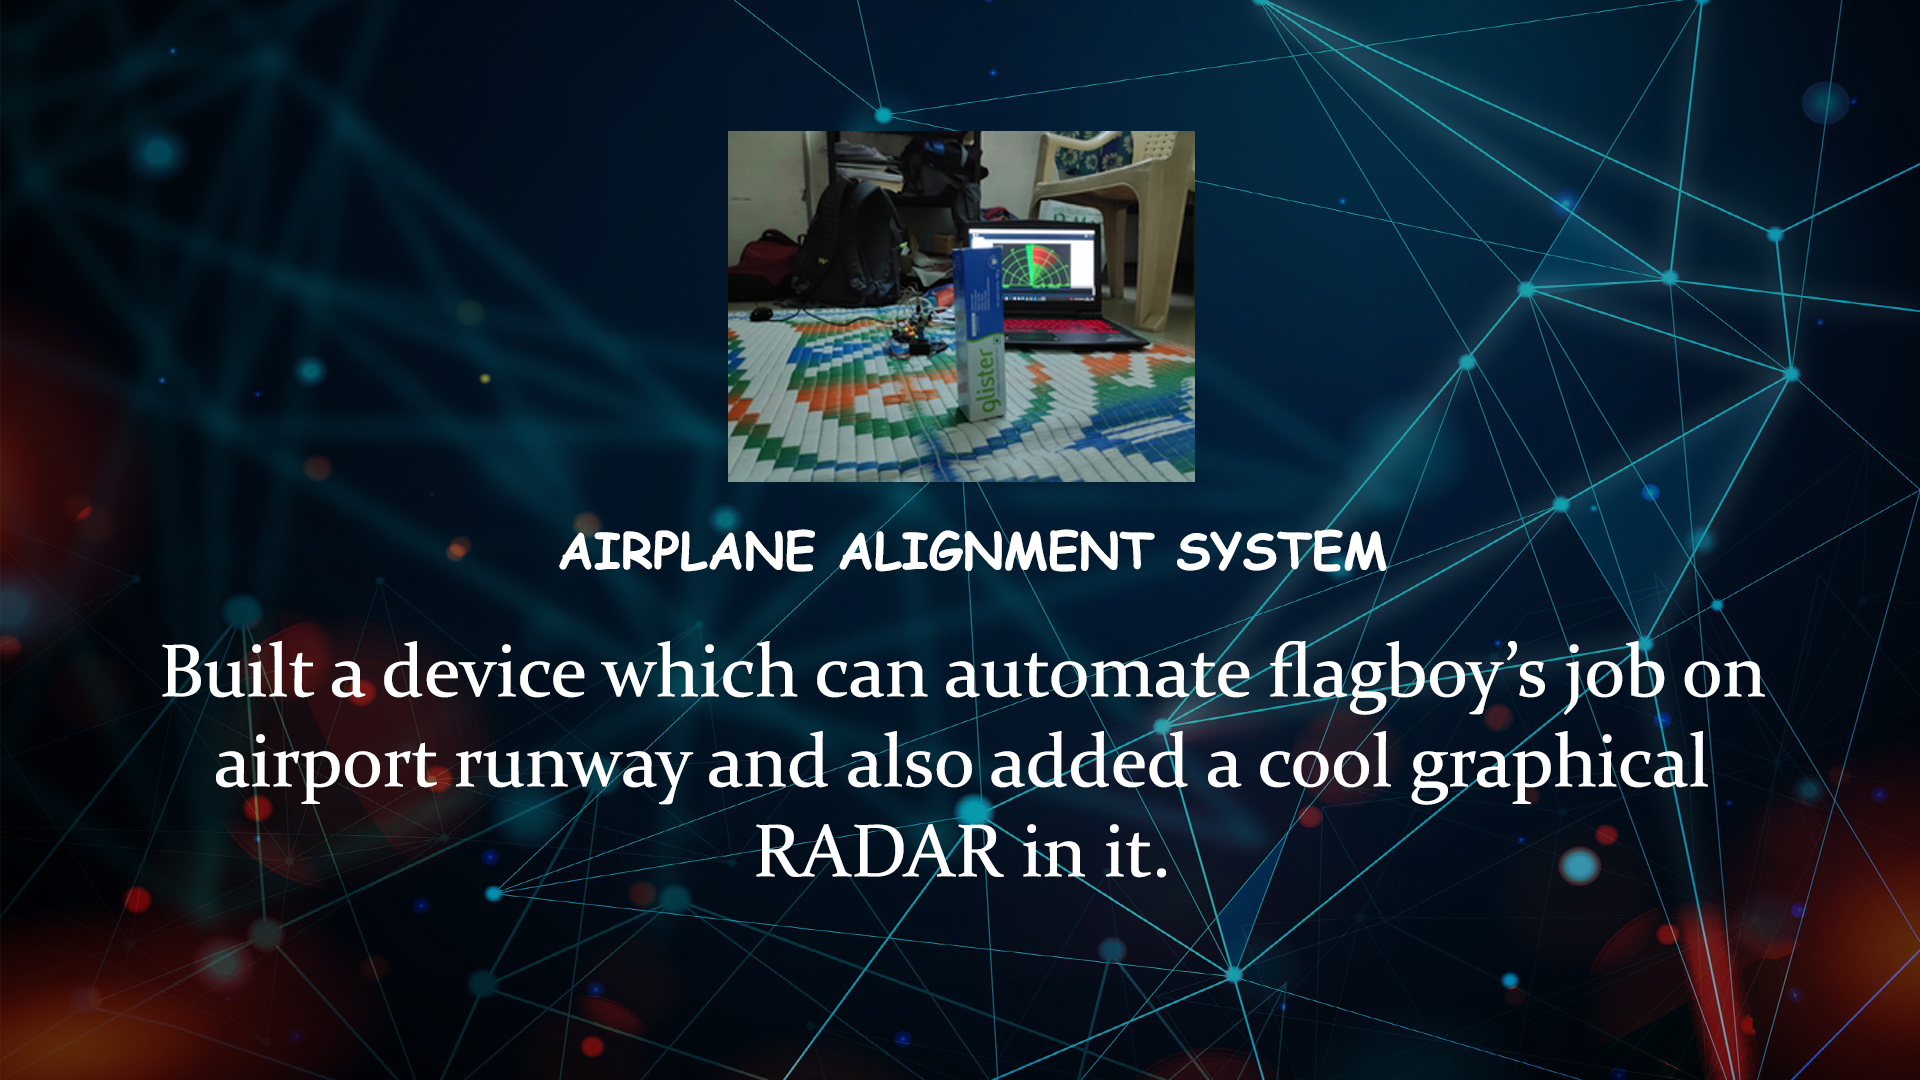 glister
AIRPLANE ALIGNMENT SYSTEM
Built a device which can automate flagboy’s job on
airport runway and also added a cool graphical
RADAR in it.